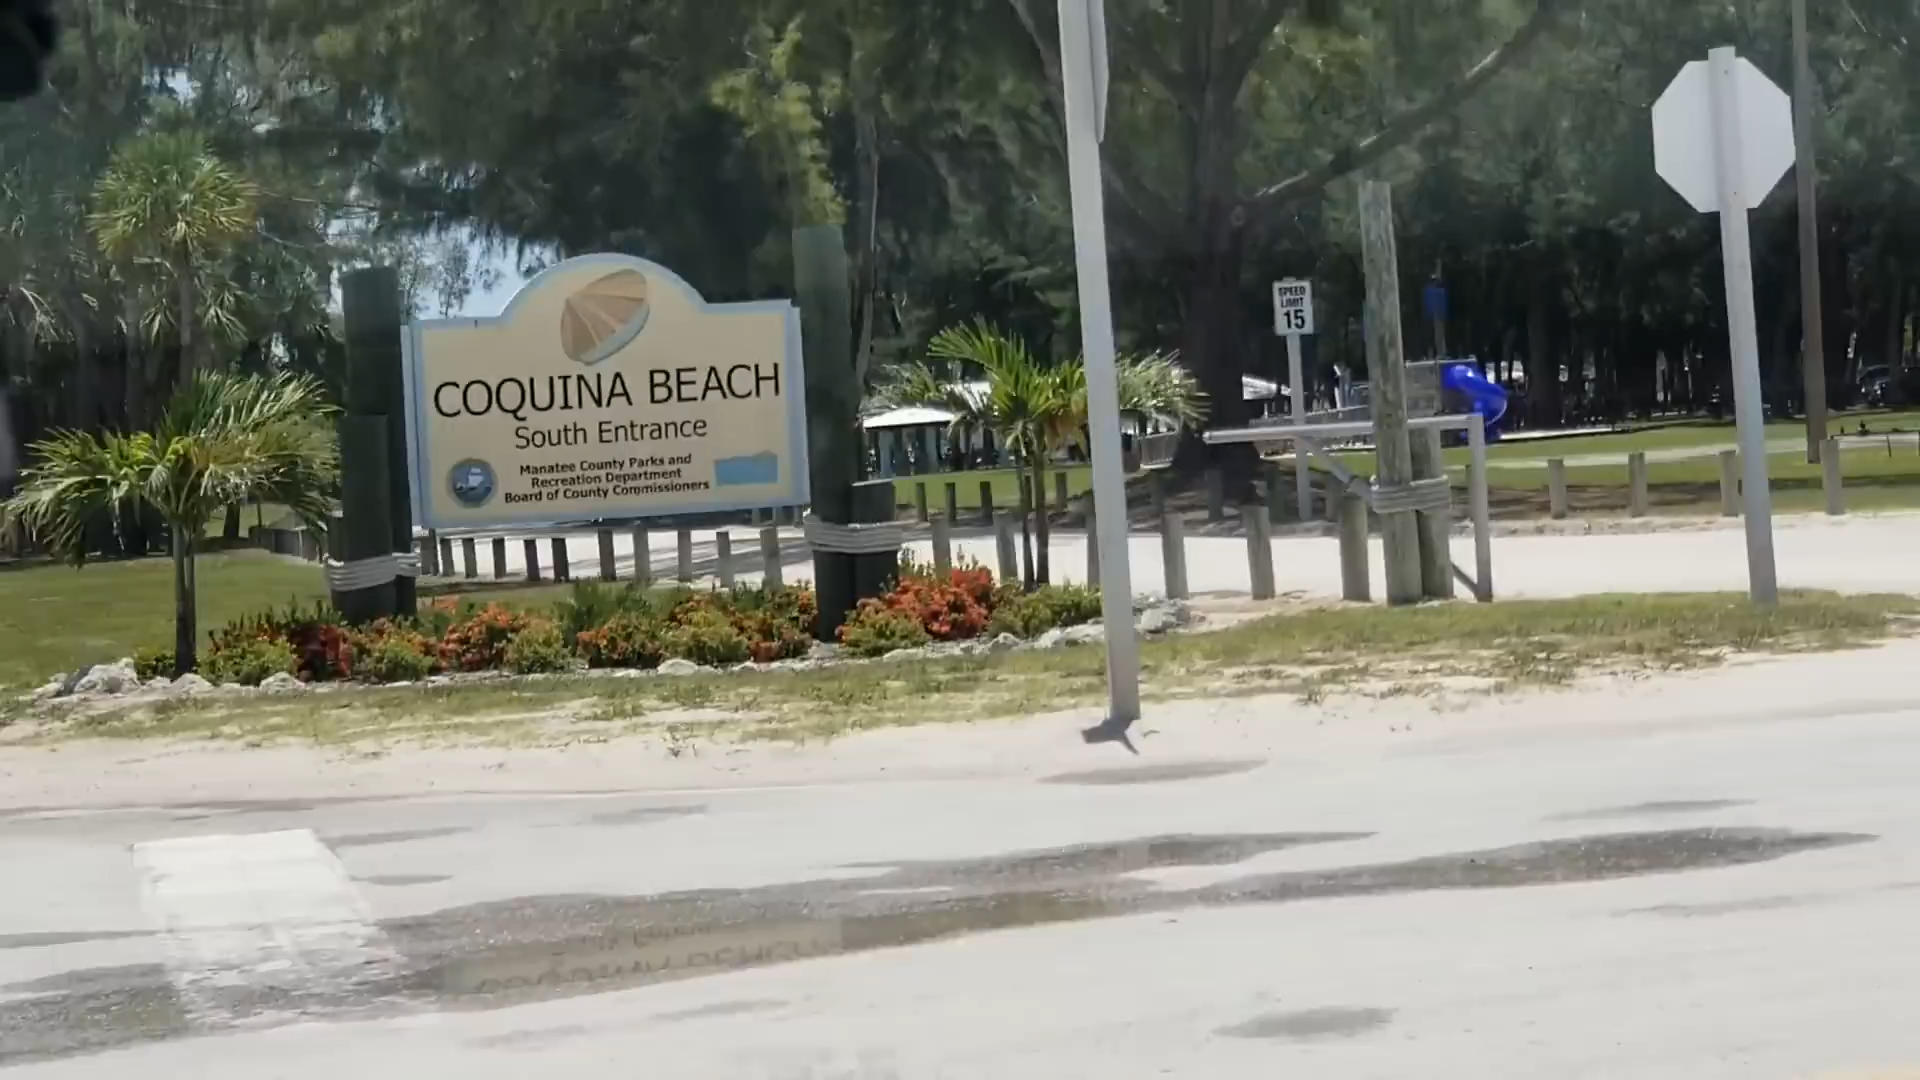 COQUINA BEACH
South Entrance
Manatee County Parks and
Recreation Department
Board of County Commissioners
SPEED
LIMIT
15